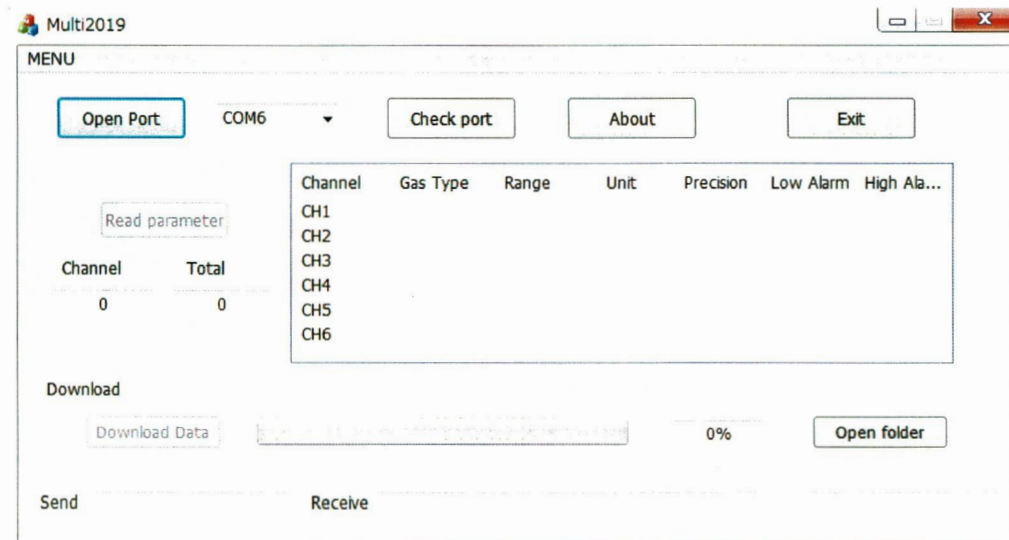 Multi2019
MENU
Open Port COM6 Check port About Exit
Channel Gas Type Range Unit Precision Low Alarm High Ala...
CH1
Read parameter
CH2
CH3
Channel Total
CH4
0 0
CH5
CH6
Download
Download Data 0% Open folder
Send Receive